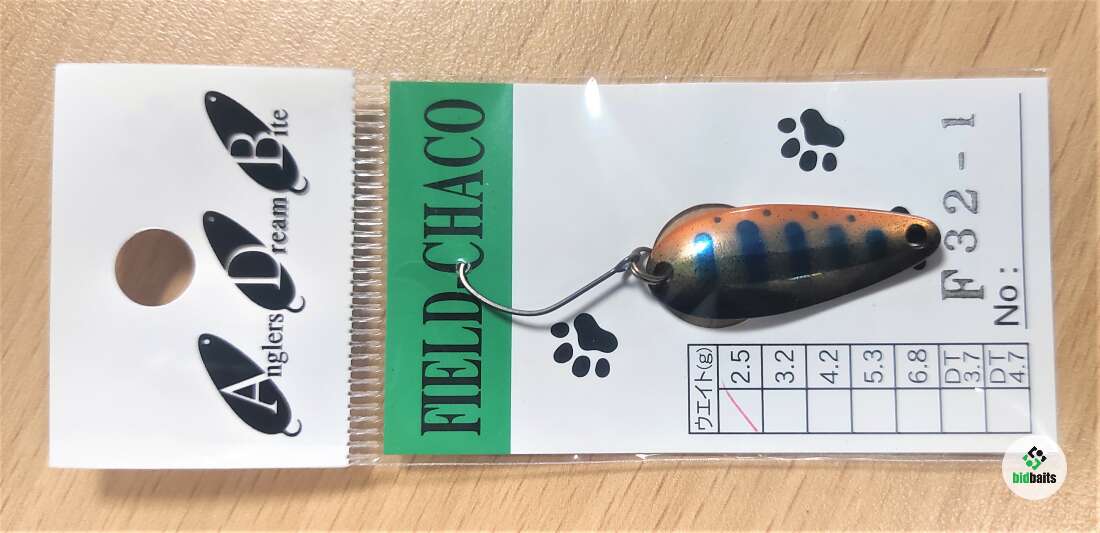 Anglers
Dream
Bite
FIELD-CHACO
No: F32-1
ウエイト(g)
2.5
3.2
4.2
5.3
6.8
DT 3.7
DT 4.7
bidbaits